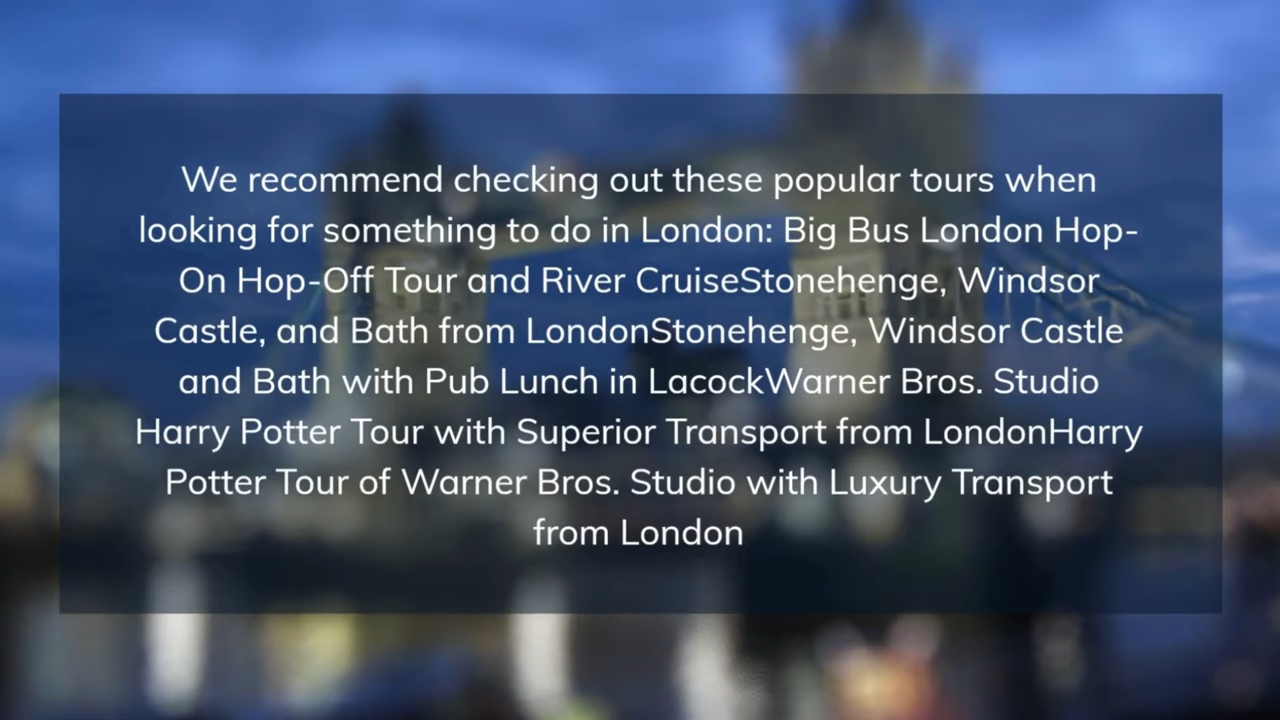 We recommend checking out these popular tours when
looking for something to do in London: Big Bus London Hop-
On Hop-Off Tour and River CruiseStonehenge, Windsor
Castle, and Bath from LondonStonehenge, Windsor Castle
and Bath with Pub Lunch in LacockWarner Bros. Studio
Harry Potter Tour with Superior Transport from LondonHarry
Potter Tour of Warner Bros. Studio with Luxury Transport
from London